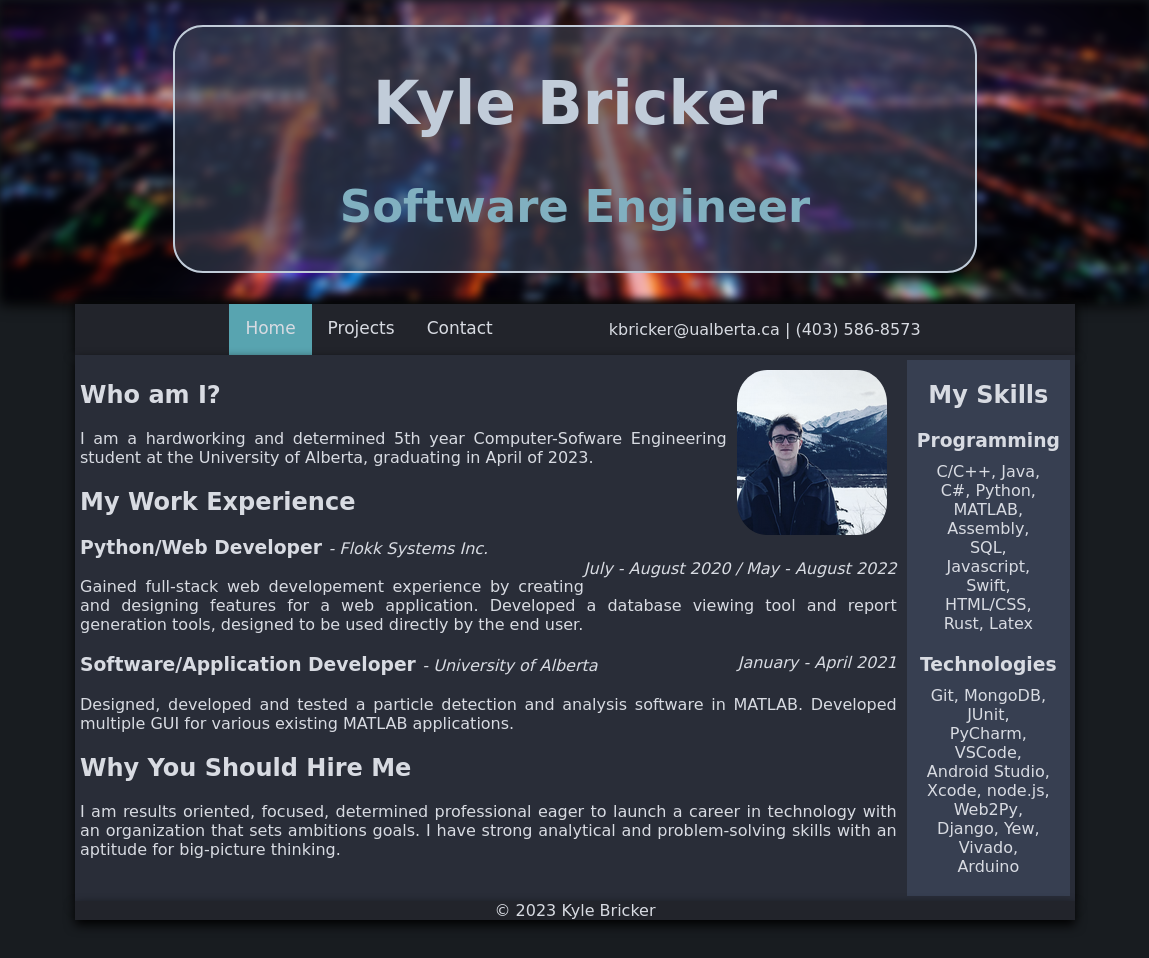 Kyle Bricker
Software Engineer
Home Projects Contact kbricker@ualberta.ca | (403) 586-8573
Who am I?
I am a hardworking and determined 5th year Computer-Sofware Engineering
student at the University of Alberta, graduating in April of 2023.
My Work Experience
Python/Web Developer - Flokk Systems Inc.
July - August 2020 / May - August 2022
Gained full-stack web developement experience by creating
and designing features for a web application. Developed a database viewing tool and report
generation tools, designed to be used directly by the end user.
Software/Application Developer - University of Alberta January - April 2021
Designed, developed and tested a particle detection and analysis software in MATLAB. Developed
multiple GUI for various existing MATLAB applications.
Why You Should Hire Me
I am results oriented, focused, determined professional eager to launch a career in technology with
an organization that sets ambitions goals. I have strong analytical and problem-solving skills with an
aptitude for big-picture thinking.
My Skills
Programming
C/C++, Java,
C#, Python,
MATLAB,
Assembly,
SQL,
Javascript,
Swift,
HTML/CSS,
Rust, Latex
Technologies
Git, MongoDB,
JUnit,
PyCharm,
VSCode,
Android Studio,
Xcode, node.js,
Web2Py,
Django, Yew,
Vivado,
Arduino
© 2023 Kyle Bricker